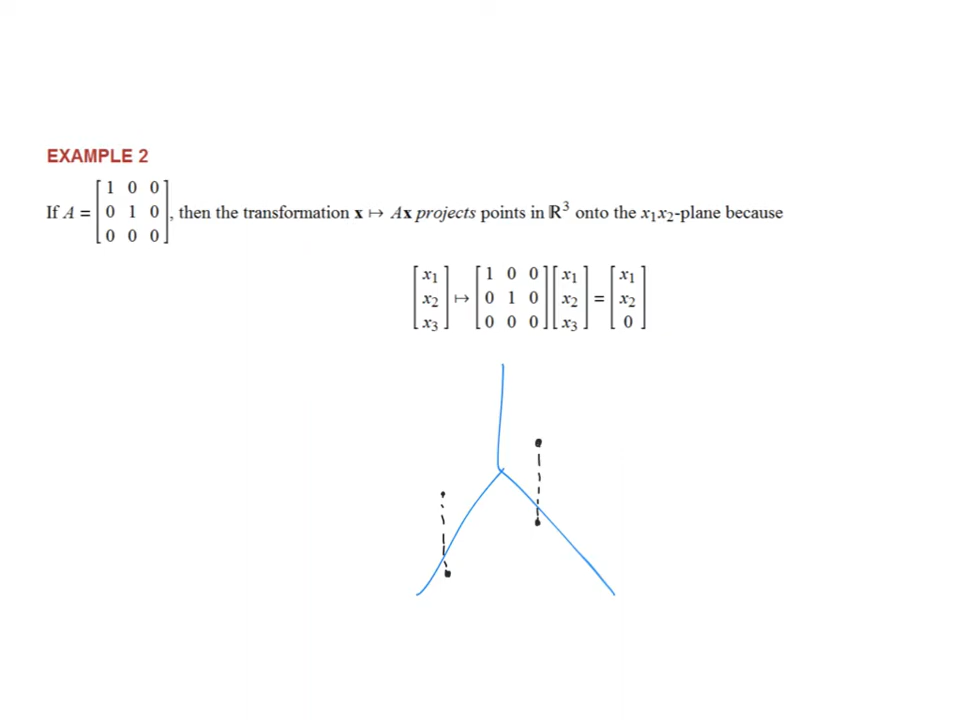 EXAMPLE 2
If A = [1 0 0; 0 1 0; 0 0 0], then the transformation x ↦ Ax projects points in ℝ³ onto the x₁x₂-plane because
[x₁; x₂; x₃] ↦ [1 0 0; 0 1 0; 0 0 0][x₁; x₂; x₃] = [x₁; x₂; 0]